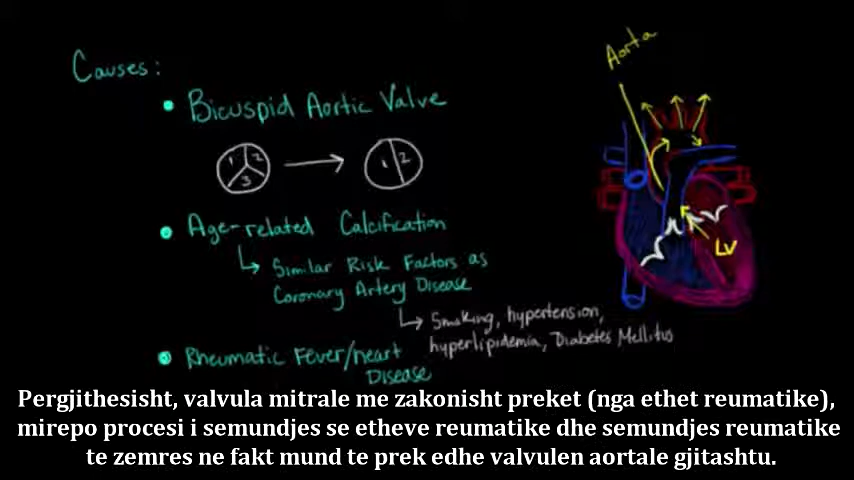 Causes:
Aorta
• Bicuspid Aortic Valve
1 2 3 → 1 2
• Age-related Calcification
↳ Similar Risk Factors as
Coronary Artery Disease
↳ Smoking, hypertension,
hyperlipidemia, Diabetes Mellitus
LV
• Rheumatic Fever/heart
Disease
Pergjithesisht, valvula mitrale me zakonisht preket (nga ethet reumatike),
mirepo procesi i semundjes se etheve reumatike dhe semundjes reumatike
te zemres ne fakt mund te prek edhe valvulen aortale gjitashtu.